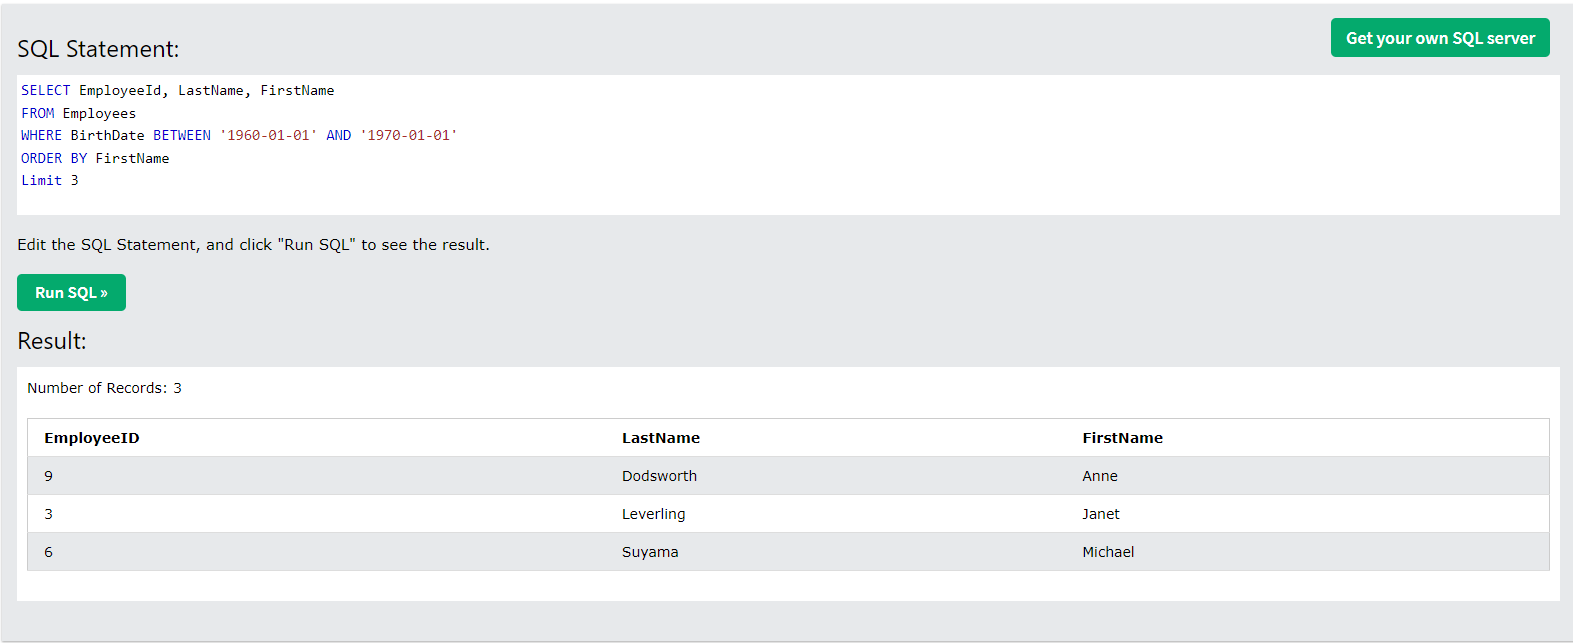 Get your own SQL server
SQL Statement:
SELECT EmployeeId, LastName, FirstName
FROM Employees
WHERE BirthDate BETWEEN '1960-01-01' AND '1970-01-01'
ORDER BY FirstName
Limit 3
Edit the SQL Statement, and click "Run SQL" to see the result.
Run SQL »
Result:
Number of Records: 3
EmployeeID LastName FirstName
9 Dodsworth Anne
3 Leverling Janet
6 Suyama Michael